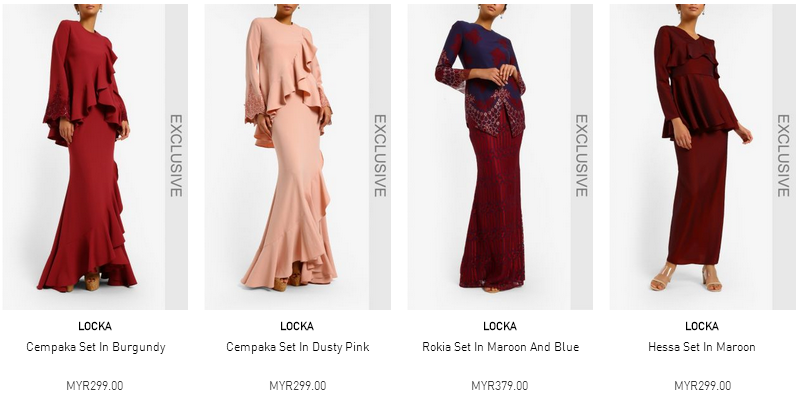 EXCLUSIVE
EXCLUSIVE
EXCLUSIVE
EXCLUSIVE
LOCKA
Cempaka Set In Burgundy
MYR299.00
LOCKA
Cempaka Set In Dusty Pink
MYR299.00
LOCKA
Rokia Set In Maroon And Blue
MYR379.00
LOCKA
Hessa Set In Maroon
MYR299.00